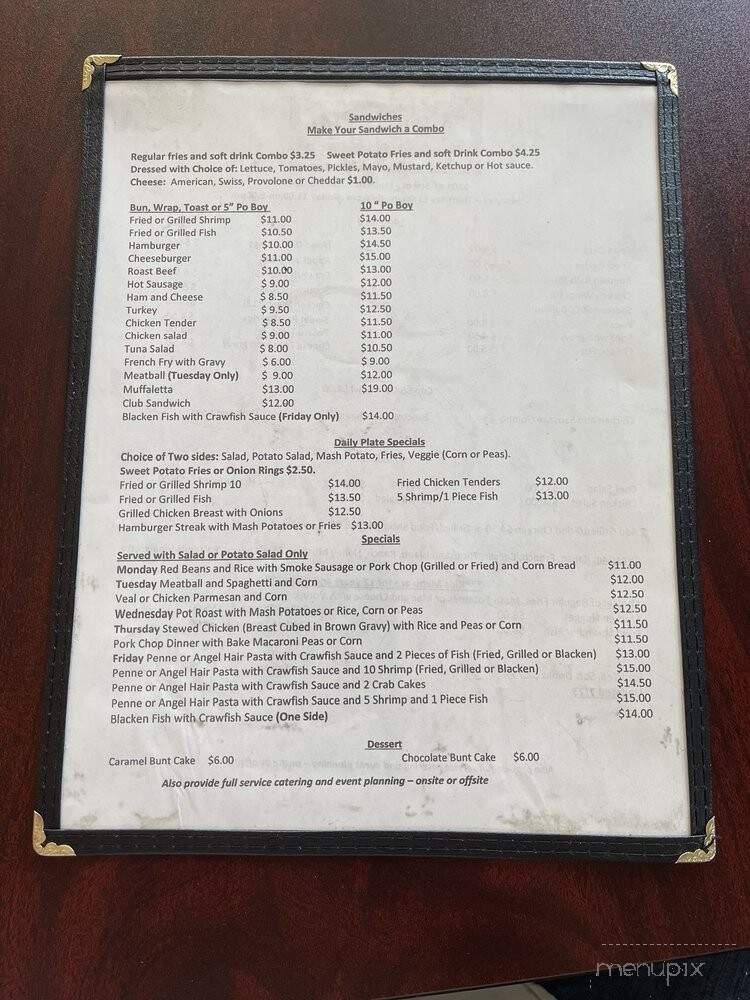 Sandwiches
Make Your Sandwich a Combo
Regular fries and soft drink Combo $3.25 Sweet Potato Fries and soft Drink Combo $4.25
Dressed with Choice of: Lettuce, Tomatoes, Pickles, Mayo, Mustard, Ketchup or Hot sauce.
Cheese: American, Swiss, Provolone or Cheddar $1.00.
Bun, Wrap, Toast or 5" Po Boy 10 " Po Boy
Fried or Grilled Shrimp $11.00 $14.00
Fried or Grilled Fish $10.50 $13.50
Hamburger $10.00 $14.50
Cheeseburger $11.00 $15.00
Roast Beef $10.00 $13.00
Hot Sausage $ 9.00 $12.00
Ham and Cheese $ 8.50 $11.50
Turkey $ 9.50 $12.50
Chicken Tender $ 8.50 $11.50
Chicken salad $ 9.00 $11.00
Tuna Salad $ 8.00 $10.50
French Fry with Gravy $ 6.00 $ 9.00
Meatball (Tuesday Only) $ 9.00 $12.00
Muffaletta $13.00 $19.00
Club Sandwich $12.00
Blacken Fish with Crawfish Sauce (Friday Only) $14.00
Daily Plate Specials
Choice of Two sides: Salad, Potato Salad, Mash Potato, Fries, Veggie (Corn or Peas).
Sweet Potato Fries or Onion Rings $2.50.
Fried or Grilled Shrimp 10 $14.00 Fried Chicken Tenders $12.00
Fried or Grilled Fish $13.50 5 Shrimp/1 Piece Fish $13.00
Grilled Chicken Breast with Onions $12.50
Hamburger Streak with Mash Potatoes or Fries $13.00
Specials
Served with Salad or Potato Salad Only
Monday Red Beans and Rice with Smoke Sausage or Pork Chop (Grilled or Fried) and Corn Bread $11.00
Tuesday Meatball and Spaghetti and Corn $12.00
Veal or Chicken Parmesan and Corn $12.50
Wednesday Pot Roast with Mash Potatoes or Rice, Corn or Peas $12.50
Thursday Stewed Chicken (Breast Cubed in Brown Gravy) with Rice and Peas or Corn $11.50
Pork Chop Dinner with Bake Macaroni Peas or Corn $11.50
Friday Penne or Angel Hair Pasta with Crawfish Sauce and 2 Pieces of Fish (Fried, Grilled or Blacken) $13.00
Penne or Angel Hair Pasta with Crawfish Sauce and 10 Shrimp (Fried, Grilled or Blacken) $15.00
Penne or Angel Hair Pasta with Crawfish Sauce and 2 Crab Cakes $14.50
Penne or Angel Hair Pasta with Crawfish Sauce and 5 Shrimp and 1 Piece Fish $15.00
Blacken Fish with Crawfish Sauce (One Side) $14.00
Dessert
Caramel Bunt Cake $6.00 Chocolate Bunt Cake $6.00
Also provide full service catering and event planning – onsite or offsite
menupix